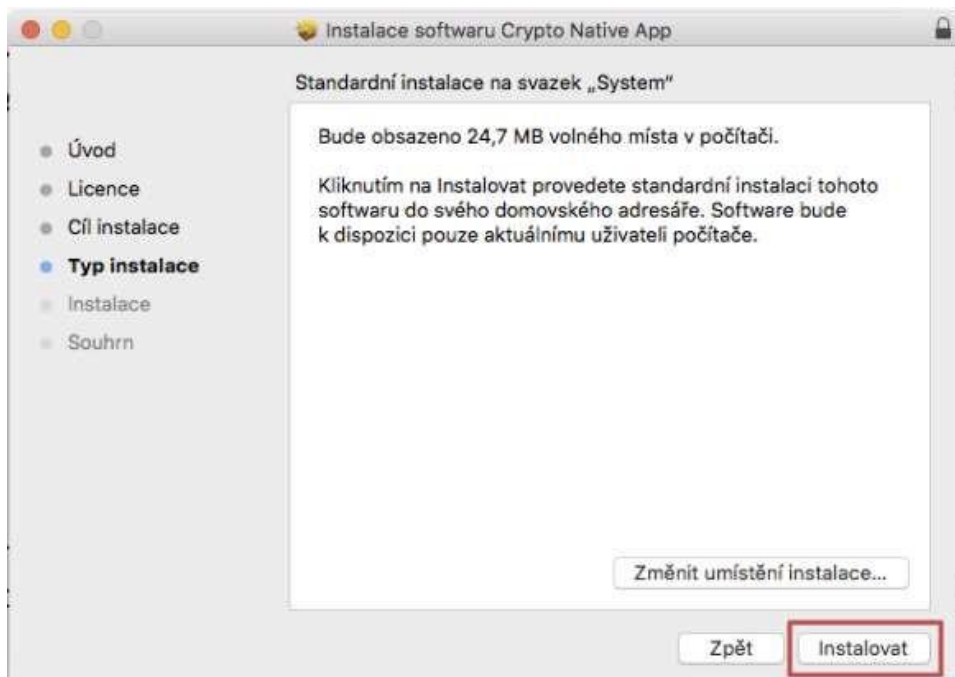 Instalace softwaru Crypto Native App
Standardní instalace na svazek „System“
Úvod
Licence
Cíl instalace
Typ instalace
Instalace
Souhrn
Bude obsazeno 24,7 MB volného místa v počítači.
Kliknutím na Instalovat provedete standardní instalaci tohoto
softwaru do svého domovského adresáře. Software bude
k dispozici pouze aktuálnímu uživateli počítače.
Změnit umístění instalace...
Zpět
Instalovat